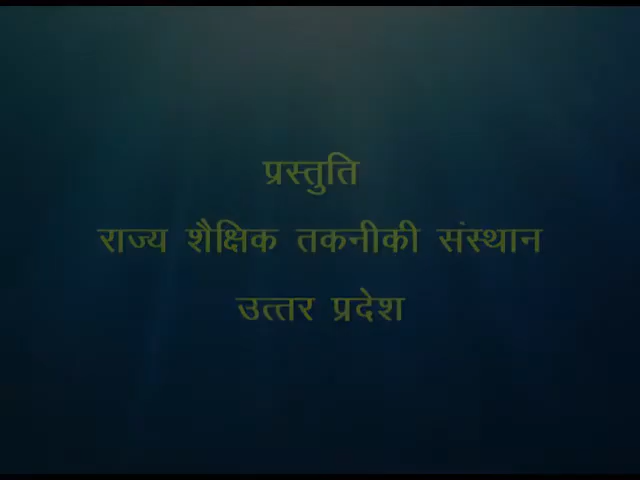 प्रस्तुति
राज्य शैक्षिक तकनीकी संस्थान
उत्तर प्रदेश